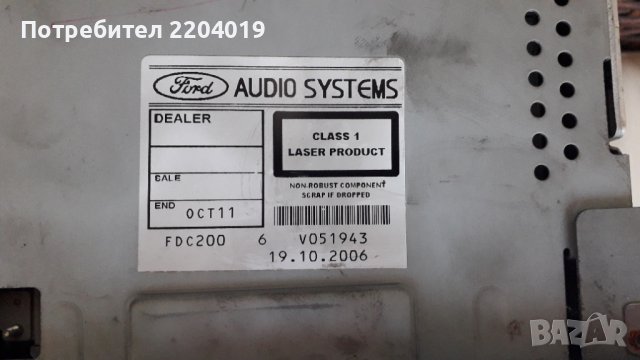 Потребител 2204019
Ford AUDIO SYSTEMS
DEALER
CLASS 1
LASER PRODUCT
SALE
NON-ROBUST COMPONENT
SCRAP IF DROPPED
END OCT11
FDC200 6 V051943
19.10.2006
BAZAR